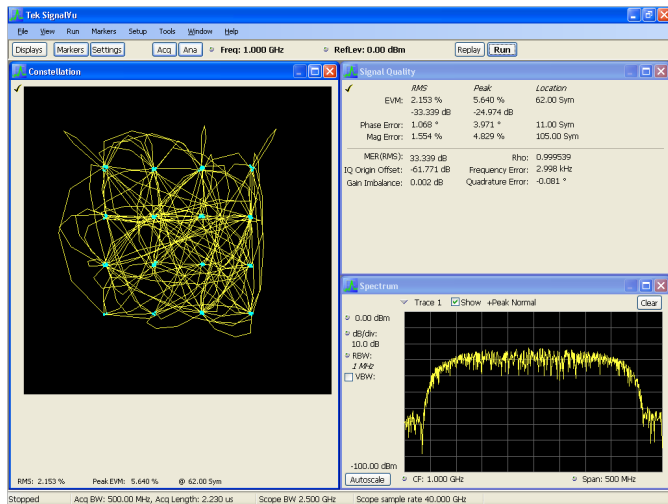 Tek SignalVu
File View Run Markers Setup Tools Window Help
Displays Markers Settings Acq Ana Freq: 1.000 GHz RefLev: 0.00 dBm Replay Run
Constellation
RMS: 2.153 % Peak EVM: 5.640 % @ 62.00 Sym
Signal Quality
RMS Peak Location
EVM: 2.153 % 5.640 % 62.00 Sym
-33.339 dB -24.974 dB
Phase Error: 1.068 ° 3.971 ° 11.00 Sym
Mag Error: 1.554 % 4.829 % 105.00 Sym
MER(RMS): 33.339 dB Rho: 0.999539
IQ Origin Offset: -61.771 dB Frequency Error: 2.998 kHz
Gain Imbalance: 0.002 dB Quadrature Error: -0.081 °
Spectrum
Trace 1 Show +Peak Normal Clear
0.00 dBm
dB/div:
10.0 dB
RBW:
1 MHz
VBW:
-100.00 dBm
Autoscale CF: 1.000 GHz Span: 500 MHz
Stopped Acq BW: 500.00 MHz, Acq Length: 2.230 us Scope BW 2.500 GHz Scope sample rate 40.000 GHz